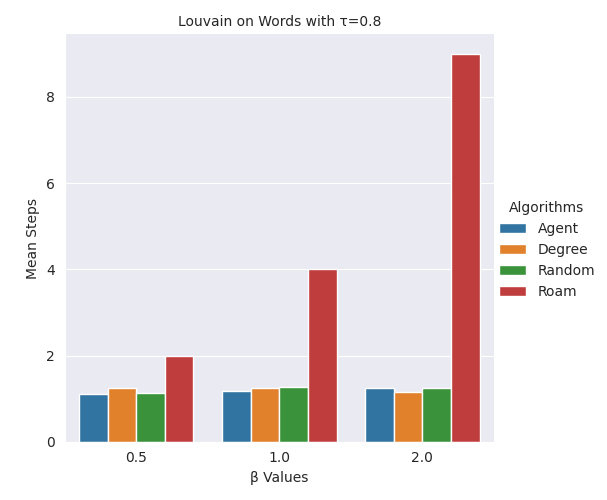 Louvain on Words with τ=0.8
Mean Steps
8
6
4
2
0
0.5 1.0 2.0
β Values
Algorithms
Agent
Degree
Random
Roam